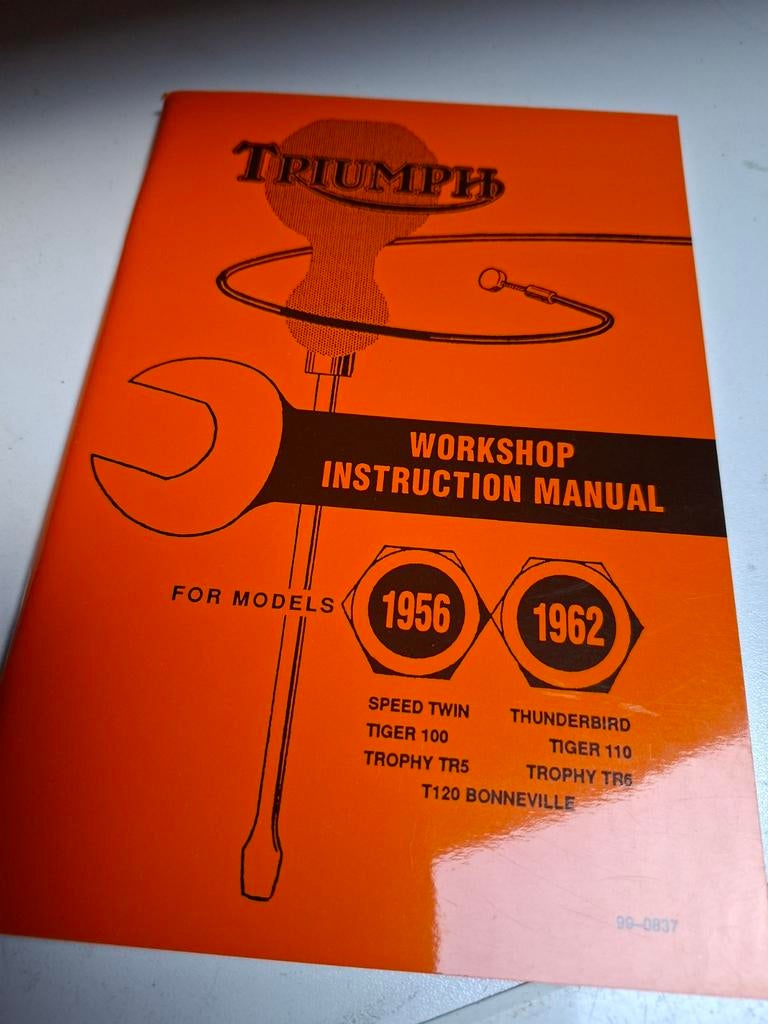 TRIUMPH
WORKSHOP
INSTRUCTION MANUAL
FOR MODELS 1956 1962
SPEED TWIN THUNDERBIRD
TIGER 100 TIGER 110
TROPHY TR5 TROPHY TR6
T120 BONNEVILLE
99-0837